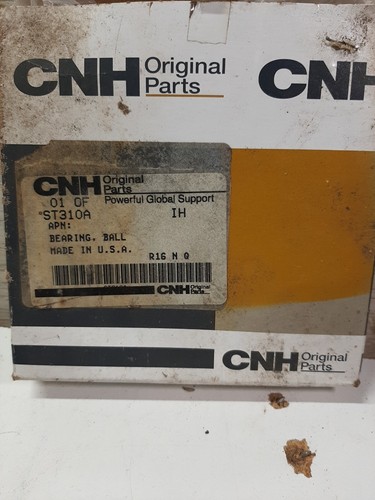 CNH Original Parts
CNH
CNH Original Parts
Powerful Global Support
01 OF
ST310A IH
APN:
BEARING, BALL
MADE IN U.S.A.
R16 N Q
CNH Original Parts
CNH Original Parts